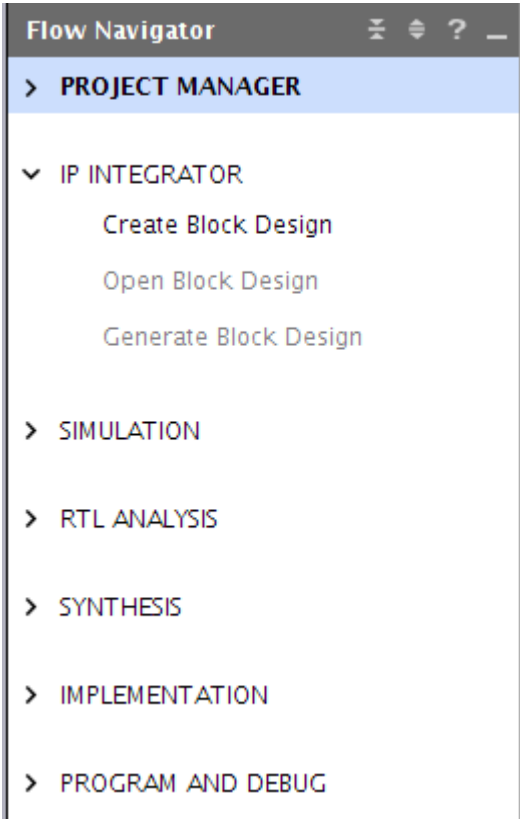 Flow Navigator ?
PROJECT MANAGER
IP INTEGRATOR
Create Block Design
Open Block Design
Generate Block Design
SIMULATION
RTL ANALYSIS
SYNTHESIS
IMPLEMENTATION
PROGRAM AND DEBUG